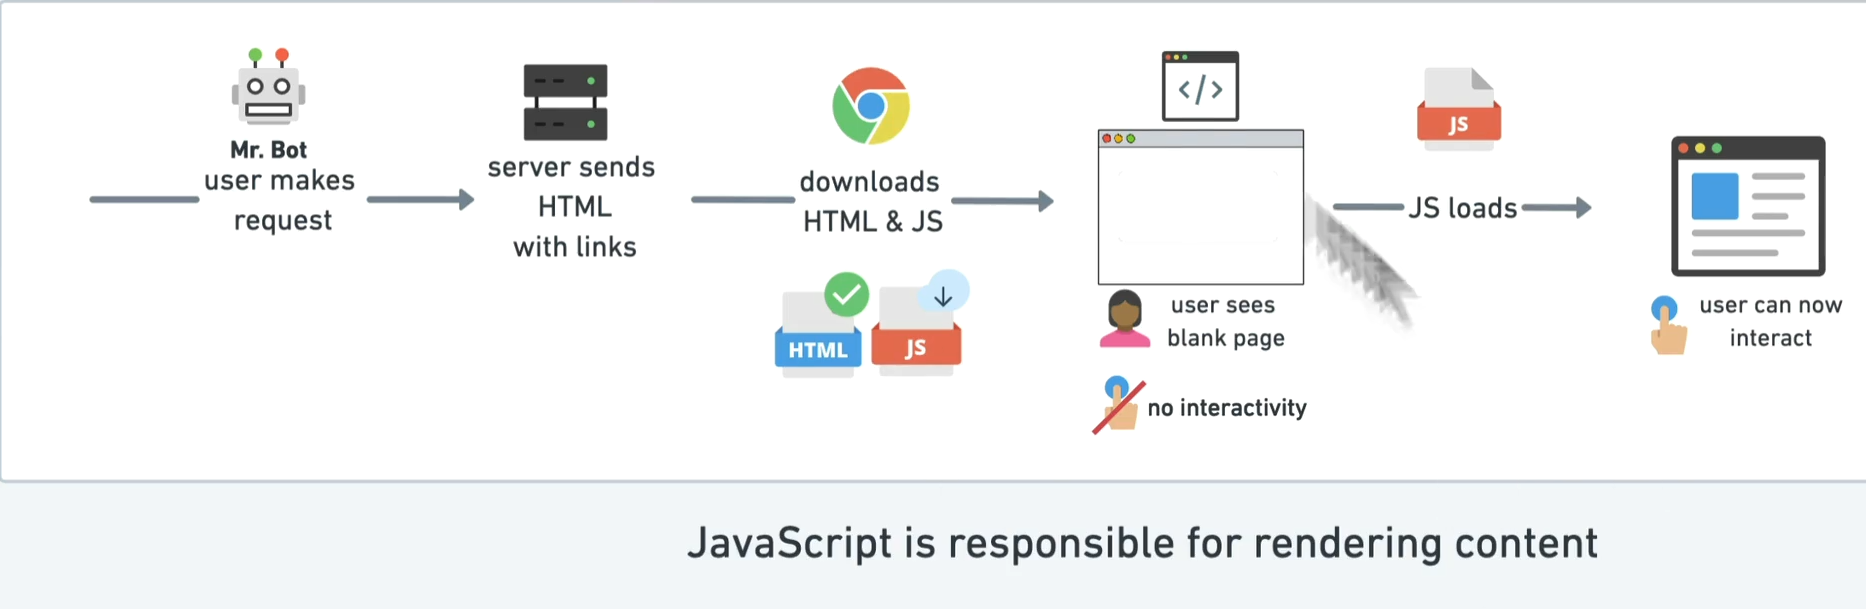 Mr. Bot
user makes
request
server sends
HTML
with links
downloads
HTML & JS
HTML
JS
</>
user sees
blank page
no interactivity
JS
JS loads
user can now
interact
JavaScript is responsible for rendering content